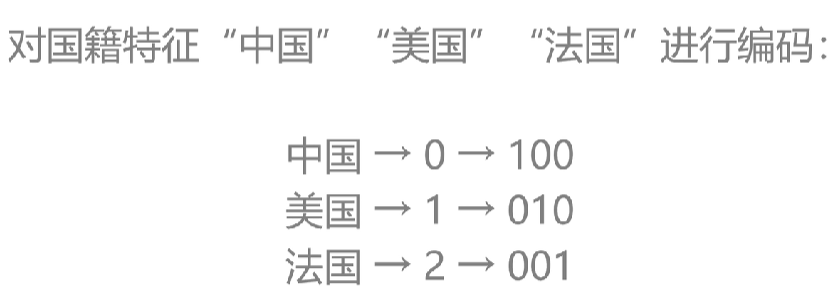 对国籍特征“中国”“美国”“法国”进行编码：
中国 → 0 → 100
美国 → 1 → 010
法国 → 2 → 001